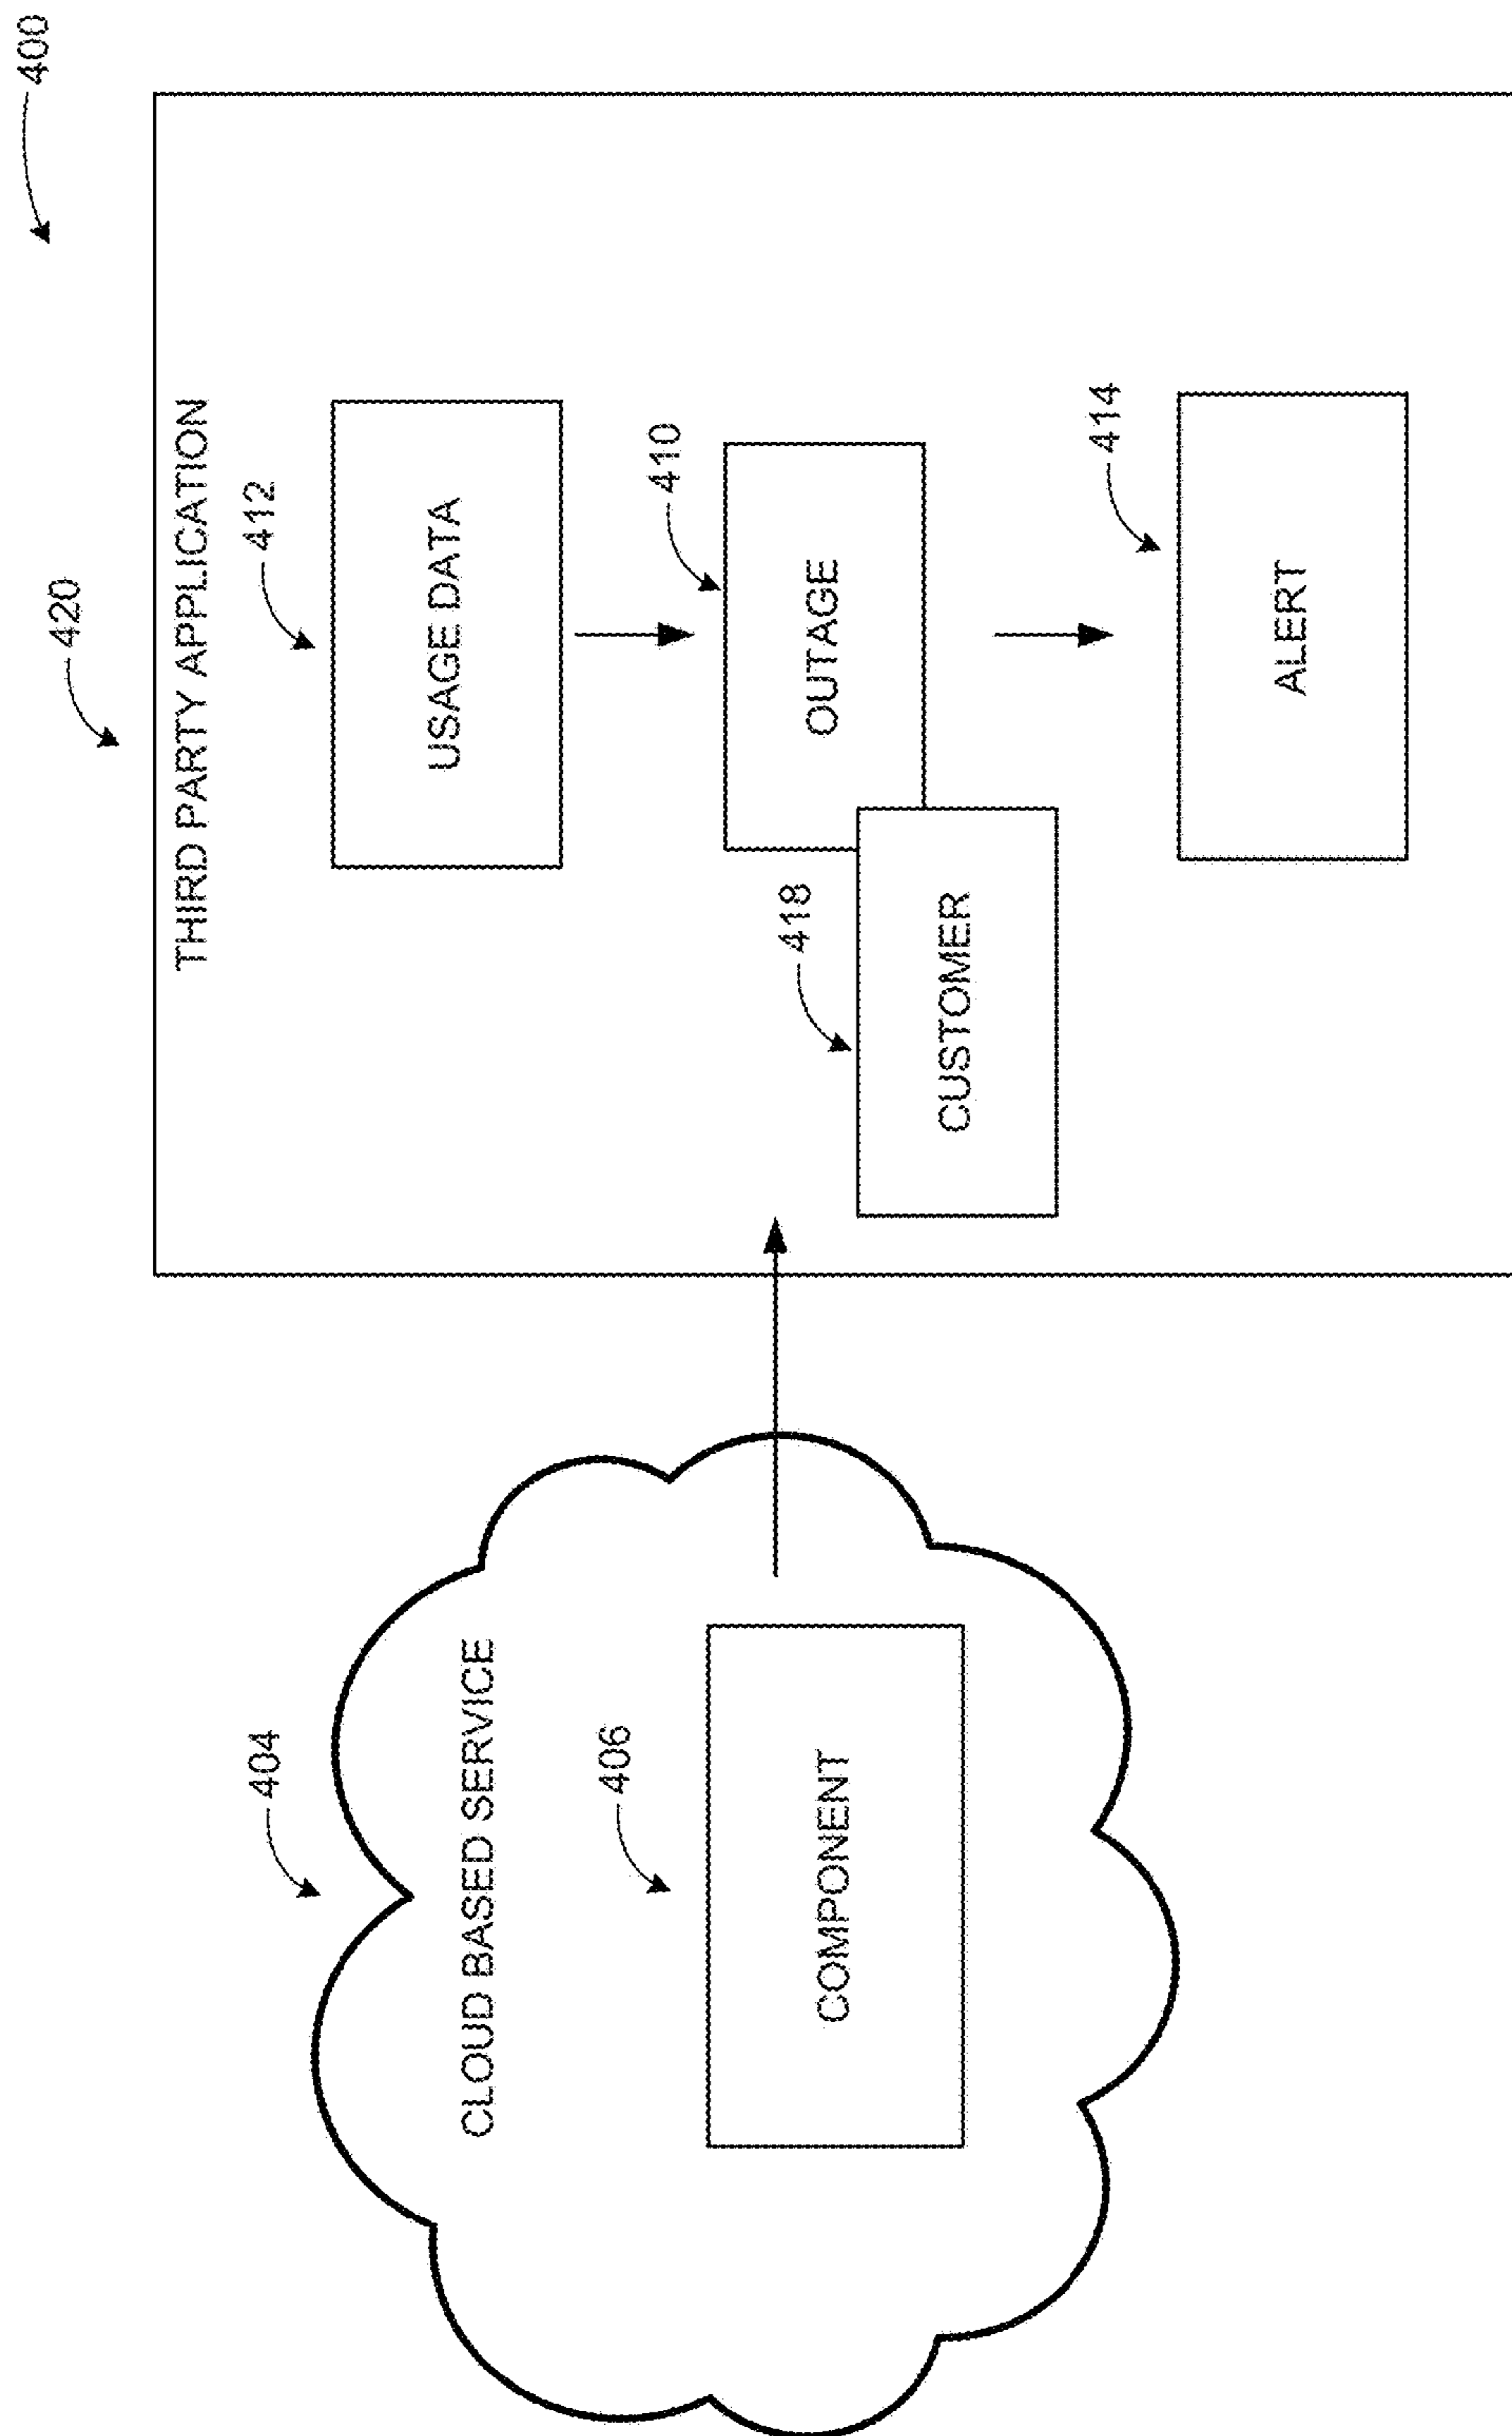 400
420
THIRD PARTY APPLICATION
412
USAGE DATA
410
OUTAGE
418
CUSTOMER
414
ALERT
404
CLOUD BASED SERVICE
406
COMPONENT